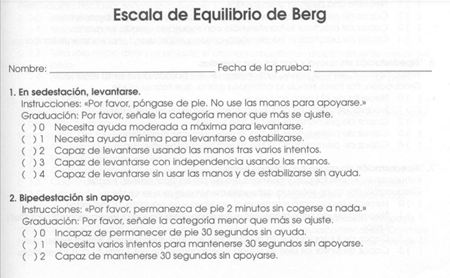 Escala de Equilibrio de Berg
Nombre: ______________________ Fecha de la prueba: ______________
1. En sedestación, levantarse.
Instrucciones: «Por favor, póngase de pie. No use las manos para apoyarse.»
Graduación: Por favor, señale la categoría menor que más se ajuste.
( ) 0 Necesita ayuda moderada a máxima para levantarse.
( ) 1 Necesita ayuda mínima para levantarse o estabilizarse.
( ) 2 Capaz de levantarse usando las manos tras varios intentos.
( ) 3 Capaz de levantarse con independencia usando las manos.
( ) 4 Capaz de levantarse sin usar las manos y de estabilizarse sin ayuda.
2. Bipedestación sin apoyo.
Instrucciones: «Por favor, permanezca de pie 2 minutos sin cogerse a nada.»
Graduación: Por favor, señale la categoría menor que más se ajuste.
( ) 0 Incapaz de permanecer de pie 30 segundos sin ayuda.
( ) 1 Necesita varios intentos para mantenerse 30 segundos sin apoyarse.
( ) 2 Capaz de mantenerse 30 segundos sin apoyarse.